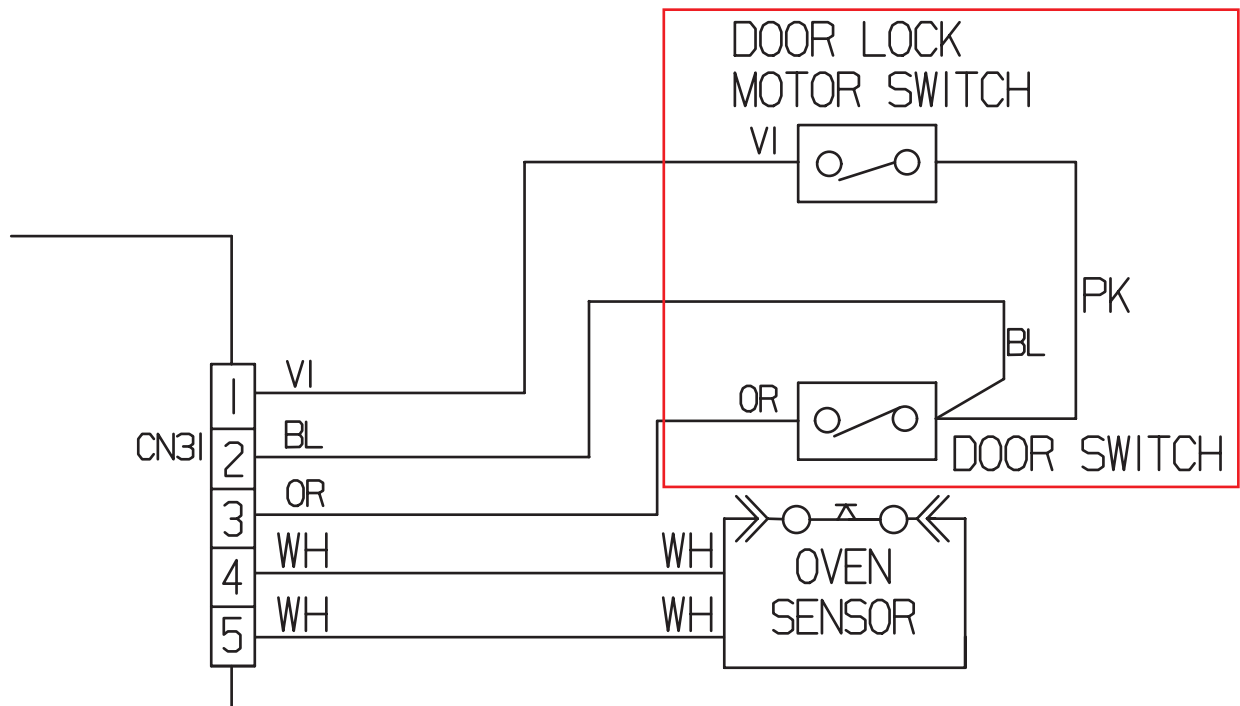 DOOR LOCK
MOTOR SWITCH
VI
PK
BL
VI
OR
1
BL
DOOR SWITCH
CN31
2
OR
3
WH
WH
4
OVEN
WH
WH
SENSOR
5